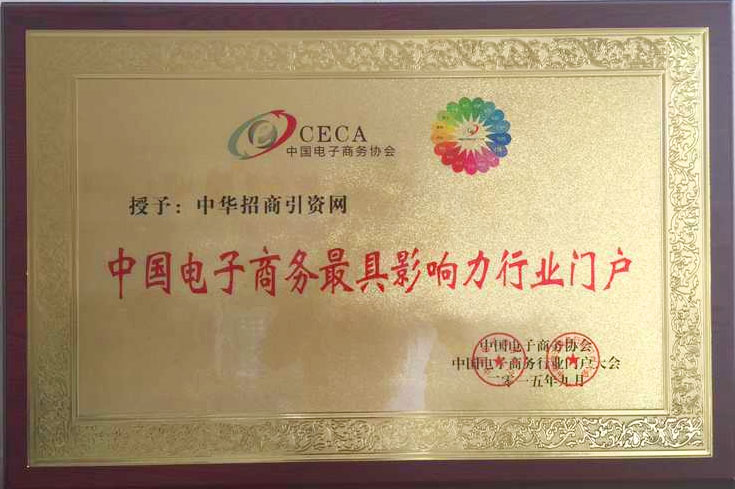 CECA
中国电子商务协会
授予：中华招商引资网
中国电子商务最具影响力行业门户
中国电子商务协会
中国电子商务行业门户大会
二零一五年九月